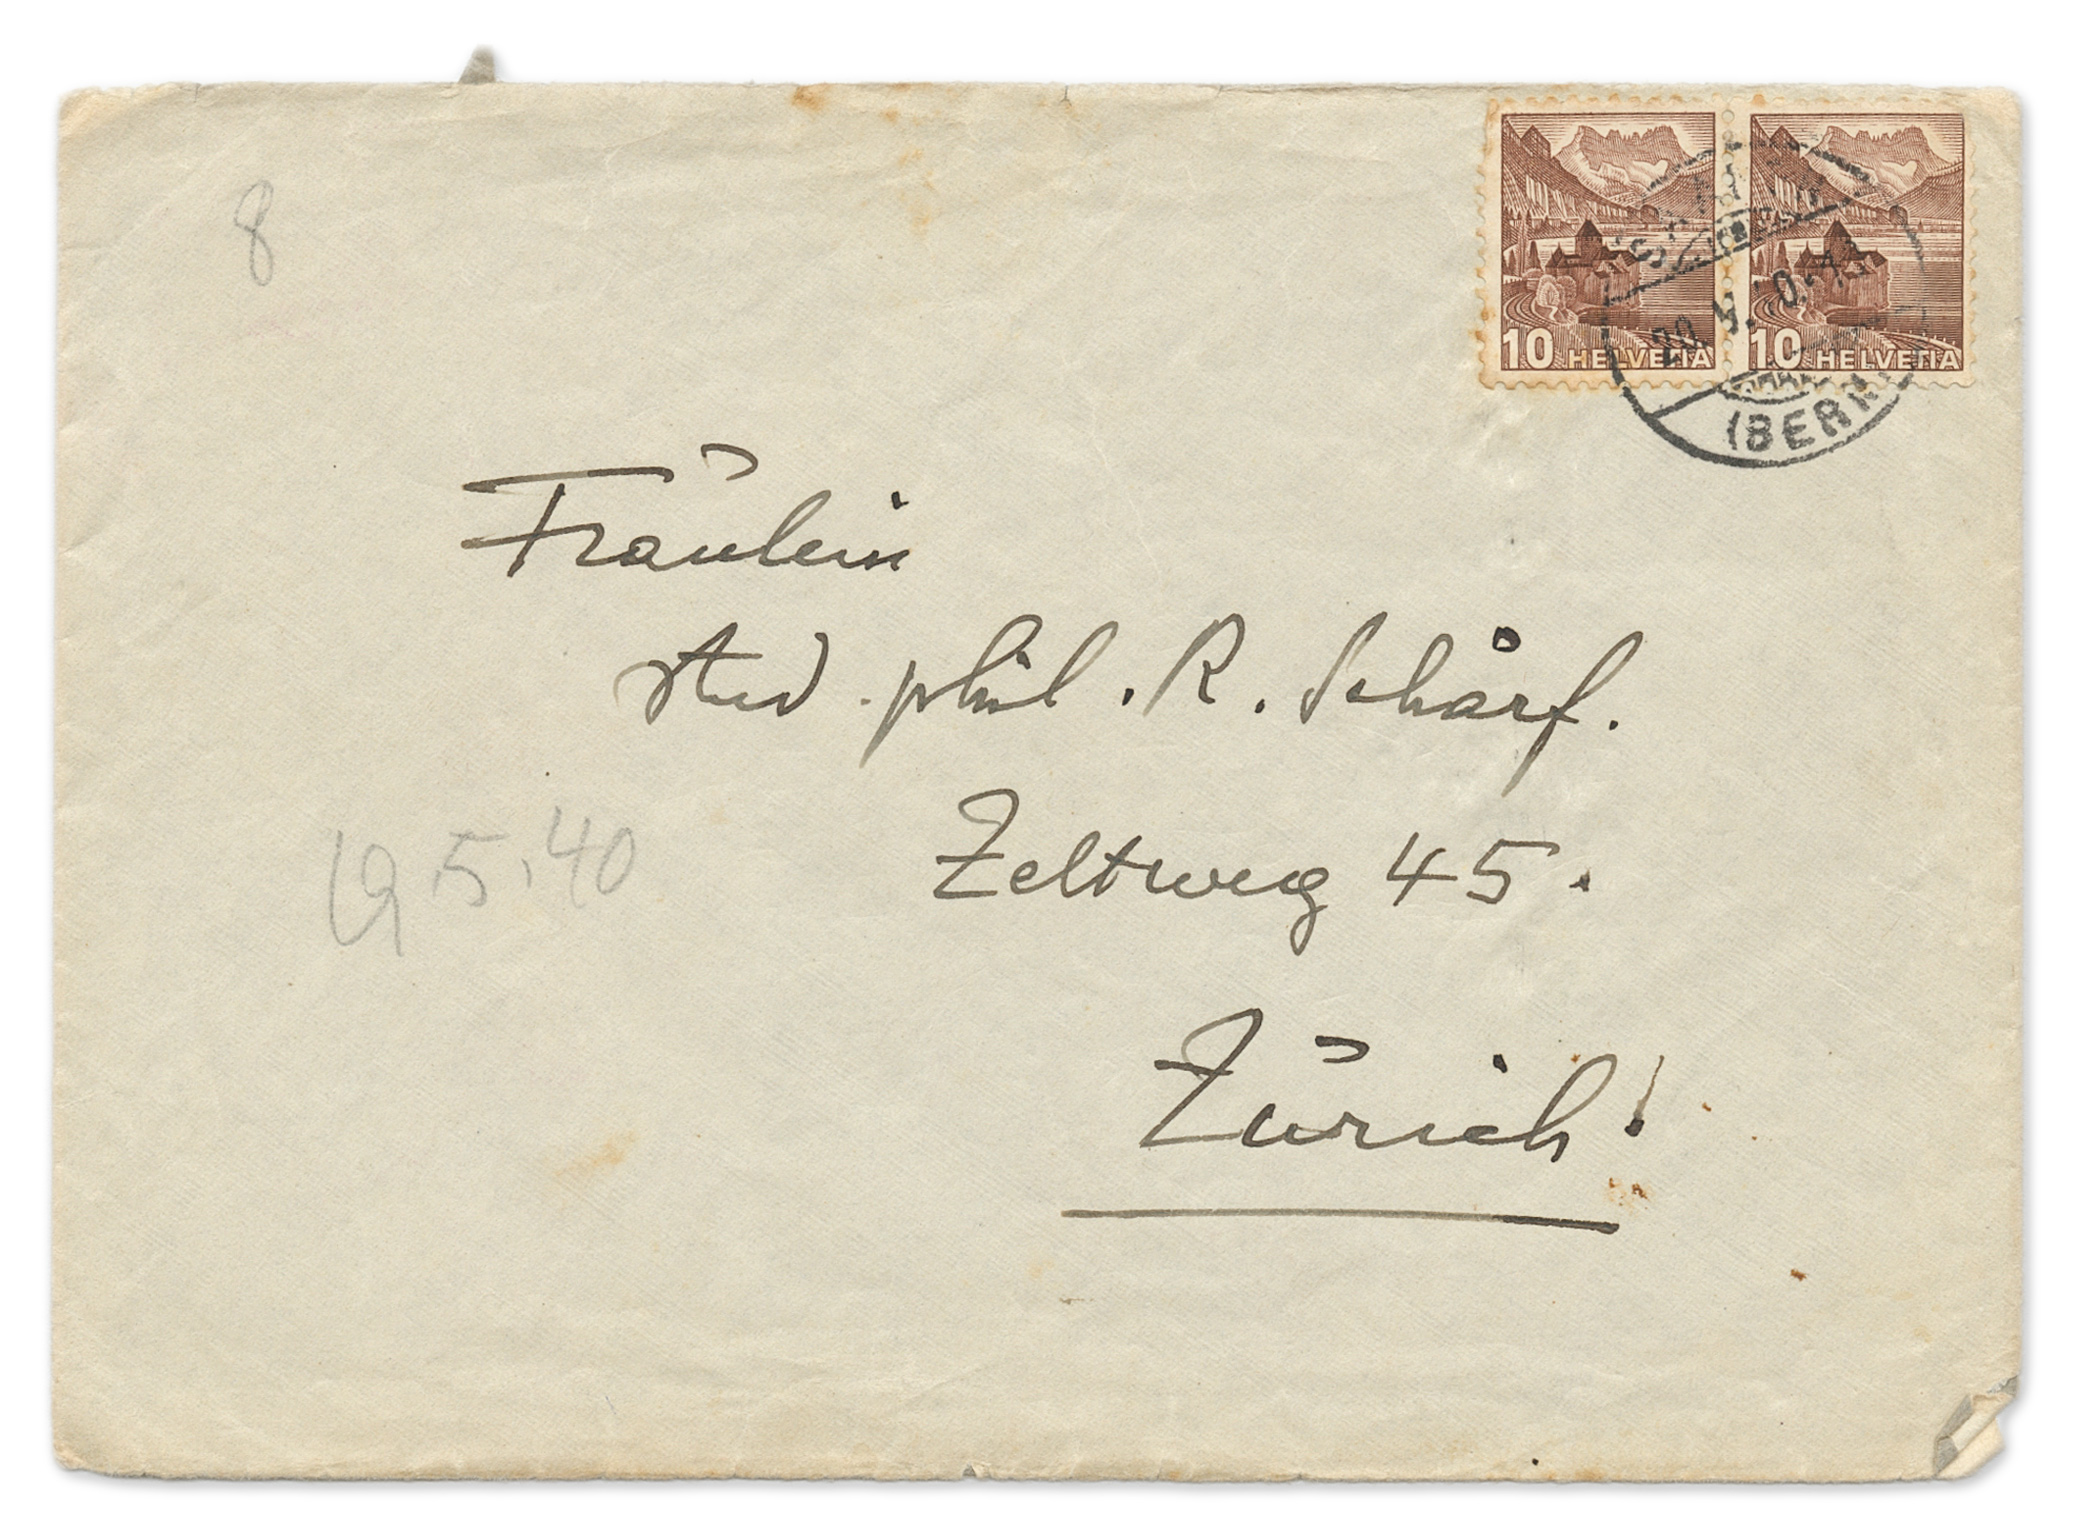 8
10 HELVETIA
10 HELVETIA
(BERN)
Fräulein
stud. phil. R. Schärf.
Zeltweg 45.
19.5.40
Zürich!